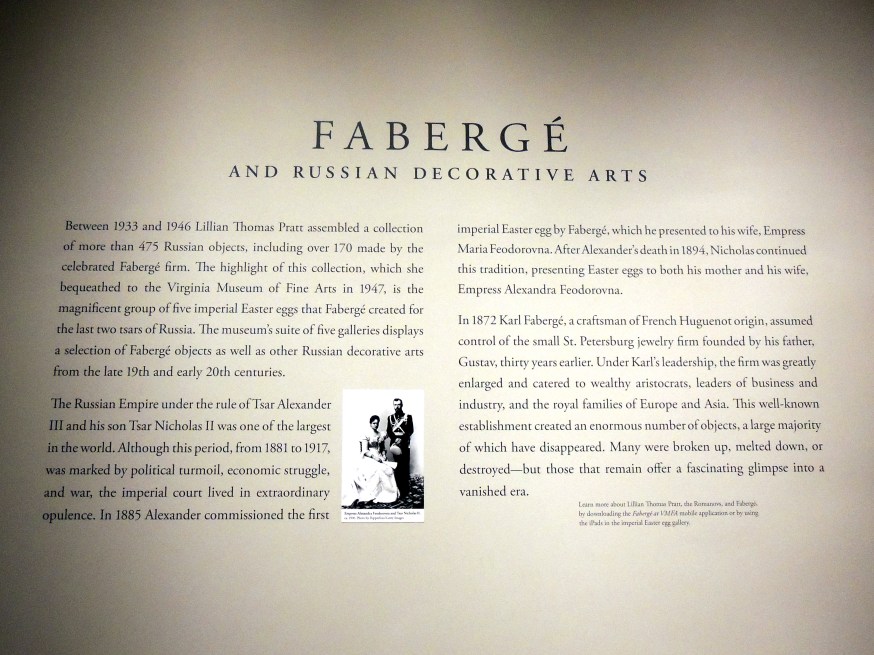 FABERGÉ
AND RUSSIAN DECORATIVE ARTS
Between 1933 and 1946 Lillian Thomas Pratt assembled a collection
of more than 475 Russian objects, including over 170 made by the
celebrated Fabergé firm. The highlight of this collection, which she
bequeathed to the Virginia Museum of Fine Arts in 1947, is the
magnificent group of five imperial Easter eggs that Fabergé created for
the last two tsars of Russia. The museum's suite of five galleries displays
a selection of Fabergé objects as well as other Russian decorative arts
from the late 19th and early 20th centuries.
The Russian Empire under the rule of Tsar Alexander
III and his son Tsar Nicholas II was one of the largest
in the world. Although this period, from 1881 to 1917,
was marked by political turmoil, economic struggle,
and war, the imperial court lived in extraordinary
opulence. In 1885 Alexander commissioned the first
Empress Alexandra Feodorovna and Tsar Nicholas II
imperial Easter egg by Fabergé, which he presented to his wife, Empress
Maria Feodorovna. After Alexander's death in 1894, Nicholas continued
this tradition, presenting Easter eggs to both his mother and his wife,
Empress Alexandra Feodorovna.
In 1872 Karl Fabergé, a craftsman of French Huguenot origin, assumed
control of the small St. Petersburg jewelry firm founded by his father,
Gustav, thirty years earlier. Under Karl's leadership, the firm was greatly
enlarged and catered to wealthy aristocrats, leaders of business and
industry, and the royal families of Europe and Asia. This well-known
establishment created an enormous number of objects, a large majority
of which have disappeared. Many were broken up, melted down, or
destroyed—but those that remain offer a fascinating glimpse into a
vanished era.
Learn more about Lillian Thomas Pratt, the Romanovs, and Fabergé,
by downloading the Fabergé at VMFA mobile application or by using
the iPads in the imperial Easter egg gallery.